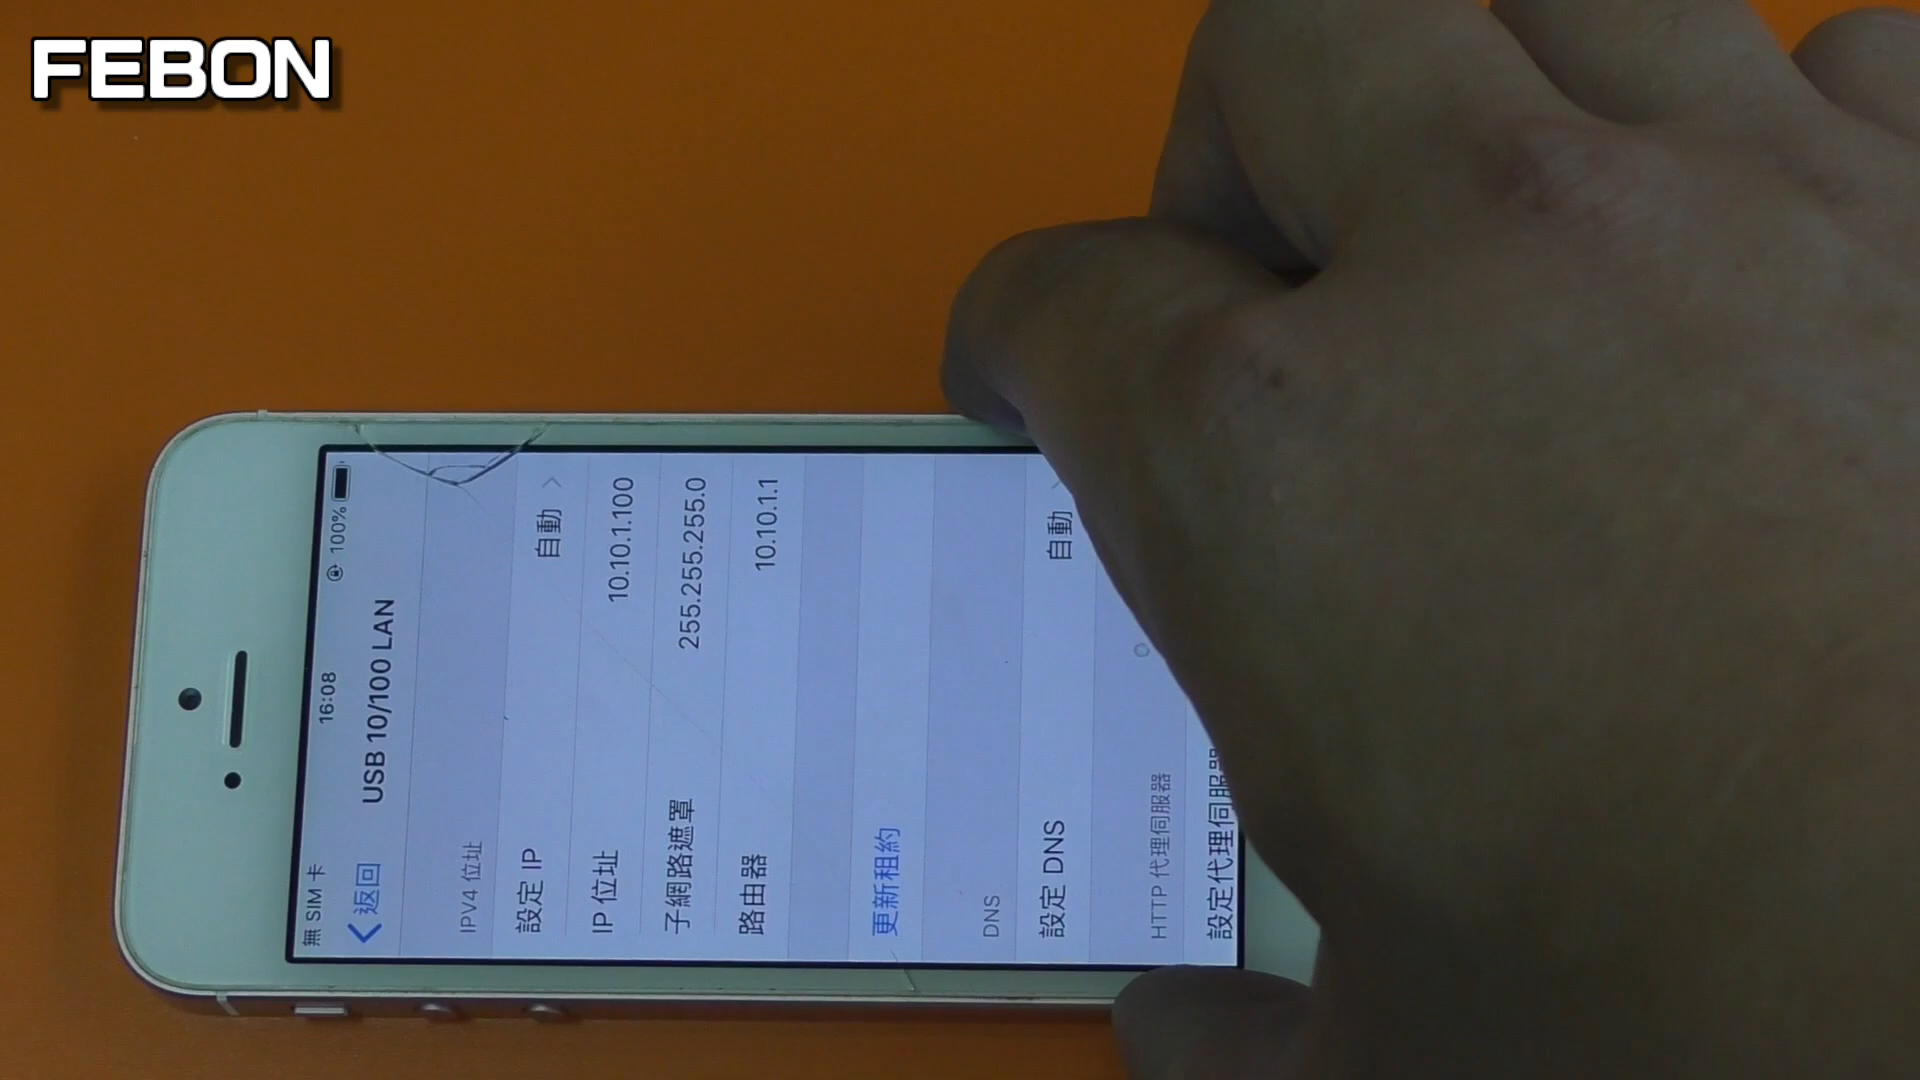 FEBON
無 SIM 卡 16:08 100%
返回 USB 10/100 LAN
IPV4 位址
設定 IP 自動
IP 位址 10.10.1.100
子網路遮罩 255.255.255.0
路由器 10.10.1.1
更新租約
DNS
設定 DNS 自動
HTTP 代理伺服器
設定代理伺服器